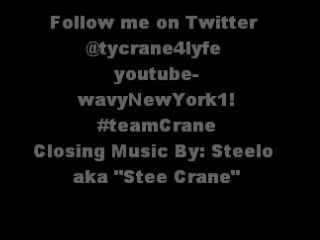 Follow me on Twitter
@tycrane4lyfe
youtube-
wavyNewYork1!
#teamCrane
Closing Music By: Steelo
aka "Stee Crane"